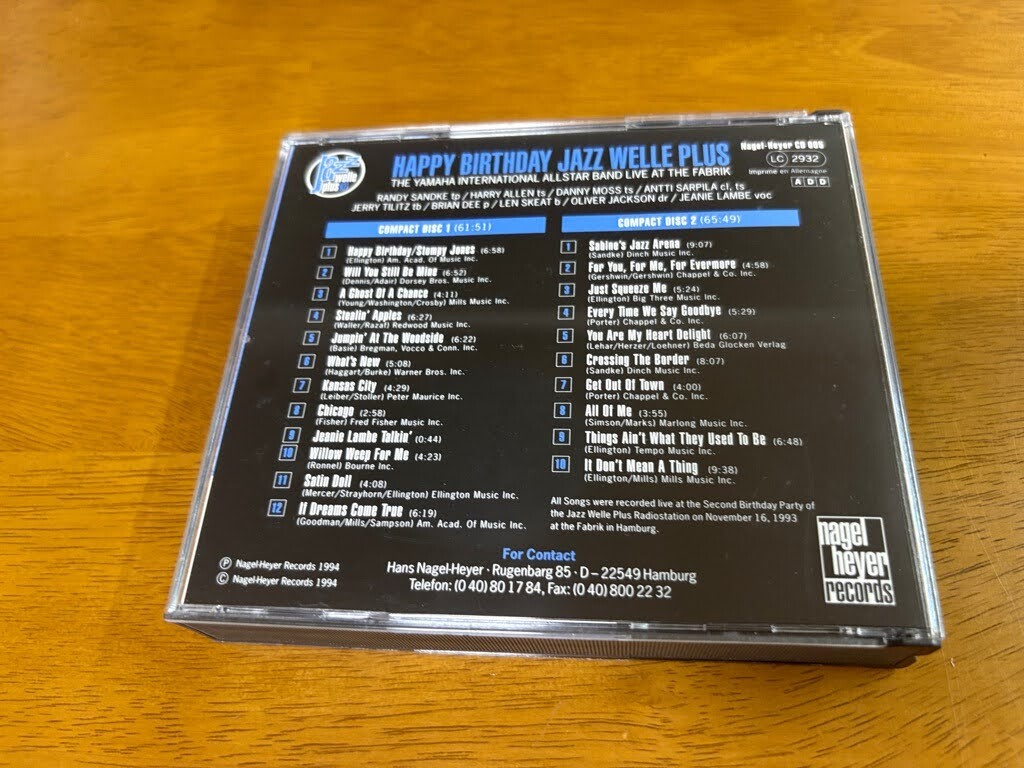 Jazz welle plus
HAPPY BIRTHDAY JAZZ WELLE PLUS
THE YAMAHA INTERNATIONAL ALLSTAR BAND LIVE AT THE FABRIK
Nagel-Heyer CD 005
LC 2932
Imprimé en Allemagne
A D D
RANDY SANDKE tp / HARRY ALLEN ts / DANNY MOSS ts / ANTTI SARPILA cl, ts
JERRY TILITZ tb / BRIAN DEE p / LEN SKEAT b / OLIVER JACKSON dr / JEANIE LAMBE voc
COMPACT DISC 1 (61:51)
1 Happy Birthday/Stompy Jones (6:58)
(Ellington) Am. Acad. Of Music Inc.
2 Will You Still Be Mine (6:52)
(Dennis/Adair) Dorsey Bros. Music Inc.
3 A Ghost Of A Chance (4:11)
(Young/Washington/Crosby) Mills Music Inc.
4 Stealin' Apples (6:27)
(Waller/Razaf) Redwood Music Inc.
5 Jumpin' At The Woodside (6:22)
(Basie) Bregman, Vocco & Conn. Inc.
6 What's New (5:08)
(Haggart/Burke) Warner Bros. Inc.
7 Kansas City (4:29)
(Leiber/Stoller) Peter Maurice Inc.
8 Chicago (2:58)
(Fisher) Fred Fisher Music Inc.
9 Jeanie Lambe Talkin' (0:44)
10 Willow Weep For Me (4:23)
(Ronnel) Bourne Inc.
11 Satin Doll (4:08)
(Mercer/Strayhorn/Ellington) Ellington Music Inc.
12 If Dreams Come True (6:19)
(Goodman/Mills/Sampson) Am. Acad. Of Music Inc.
COMPACT DISC 2 (65:49)
1 Sabine's Jazz Arena (9:07)
(Sandke) Dinch Music Inc.
2 For You, For Me, For Evermore (4:58)
(Gershwin/Gershwin) Chappel & Co. Inc.
3 Just Squeeze Me (5:24)
(Ellington) Big Three Music Inc.
4 Every Time We Say Goodbye (5:29)
(Porter) Chappel & Co. Inc.
5 You Are My Heart Delight (6:07)
(Lehar/Herzer/Loehner) Beda Glocken Verlag
6 Crossing The Border (8:07)
(Sandke) Dinch Music Inc.
7 Get Out Of Town (4:00)
(Porter) Chappel & Co. Inc.
8 All Of Me (3:55)
(Simson/Marks) Marlong Music Inc.
9 Things Ain't What They Used To Be (6:48)
(Ellington) Tempo Music Inc.
10 It Don't Mean A Thing (9:38)
(Ellington/Mills) Mills Music Inc.
All Songs were recorded live at the Second Birthday Party of
the Jazz Welle Plus Radiostation on November 16, 1993
at the Fabrik in Hamburg.
℗ Nagel-Heyer Records 1994
© Nagel-Heyer Records 1994
For Contact
Hans Nagel-Heyer · Rugenbarg 85 · D – 22549 Hamburg
Telefon: (0 40) 80 17 84, Fax: (0 40) 800 22 32
nagel
heyer
records